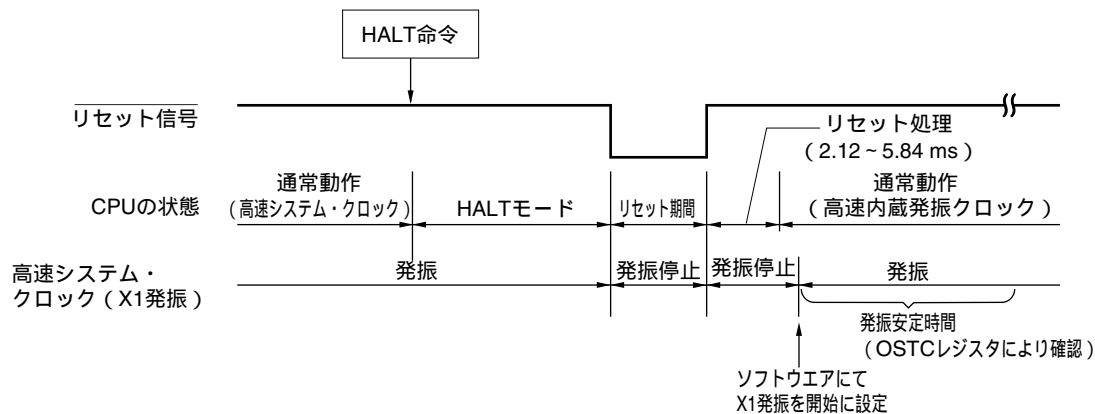 HALT命令
リセット信号
リセット処理
（2.12～5.84 ms）
CPUの状態
通常動作
（高速システム・クロック）
HALTモード
リセット期間
通常動作
（高速内蔵発振クロック）
高速システム・
クロック（X1発振）
発振
発振停止
発振停止
発振
発振安定時間
（OSTCレジスタにより確認）
ソフトウエアにて
X1発振を開始に設定